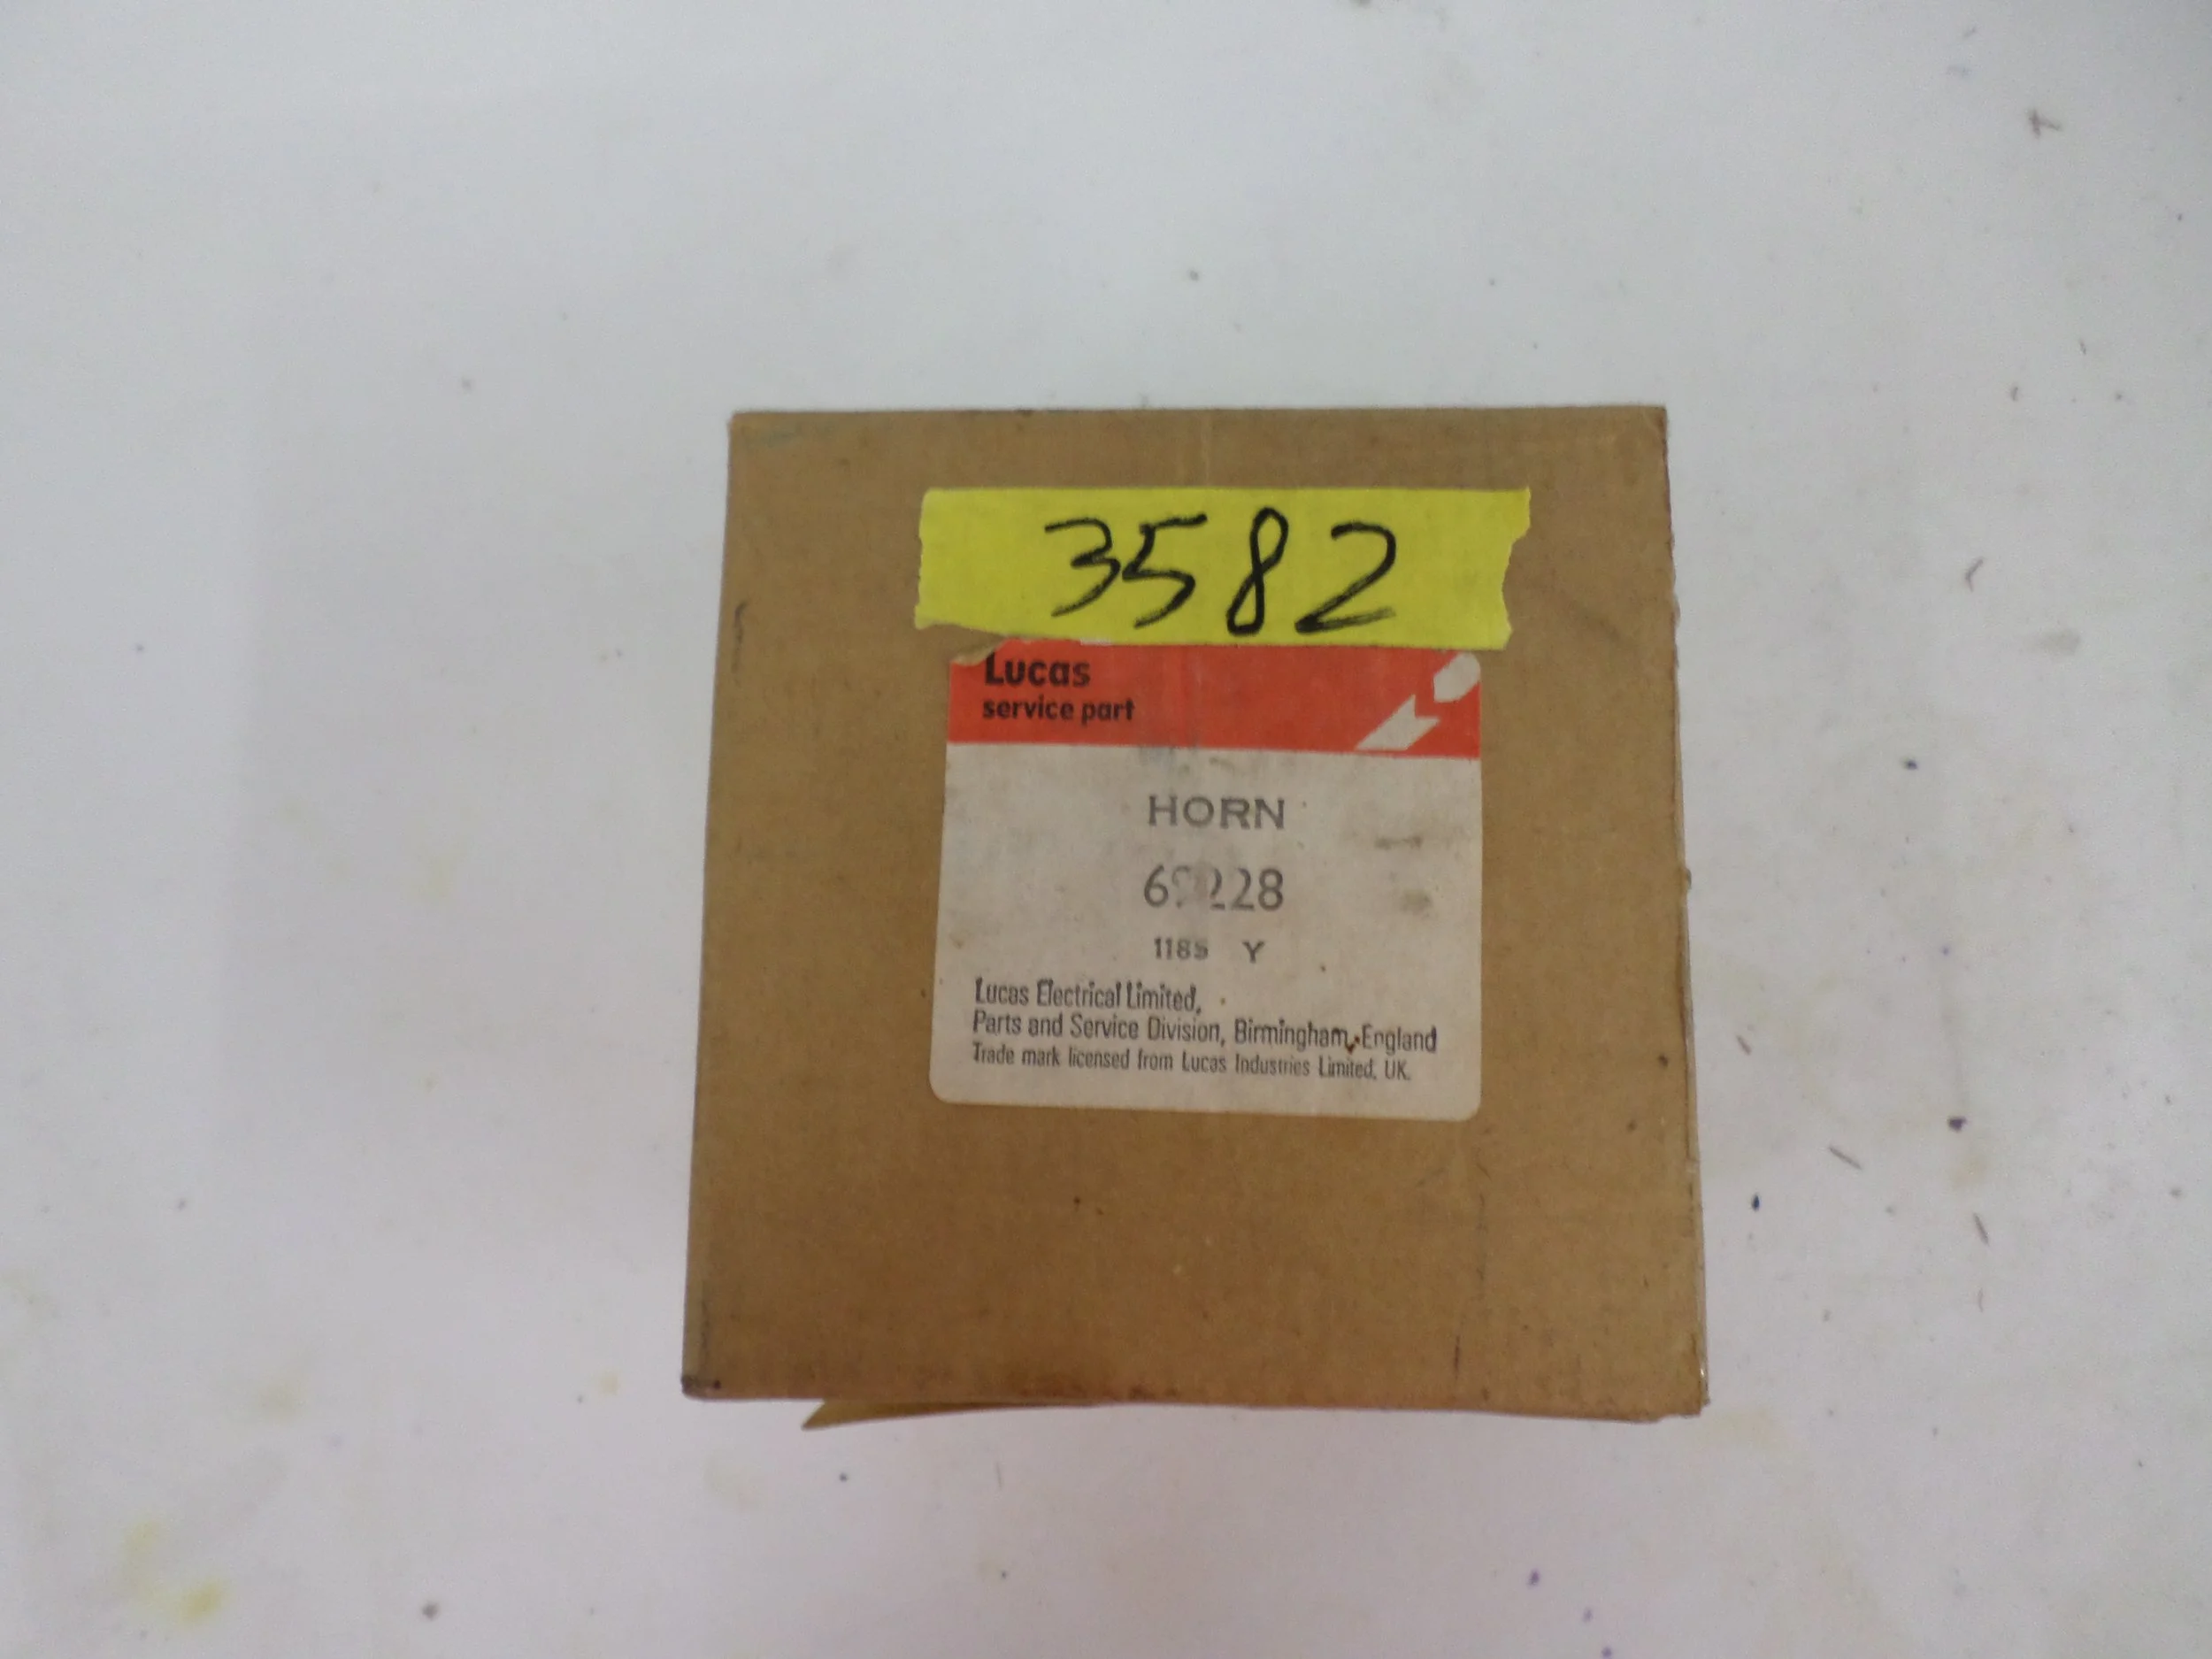 3582
Lucas
service part
HORN
1185 Y
Lucas Electrical Limited,
Parts and Service Division, Birmingham, England
Trade mark licensed from Lucas Industries Limited, UK.